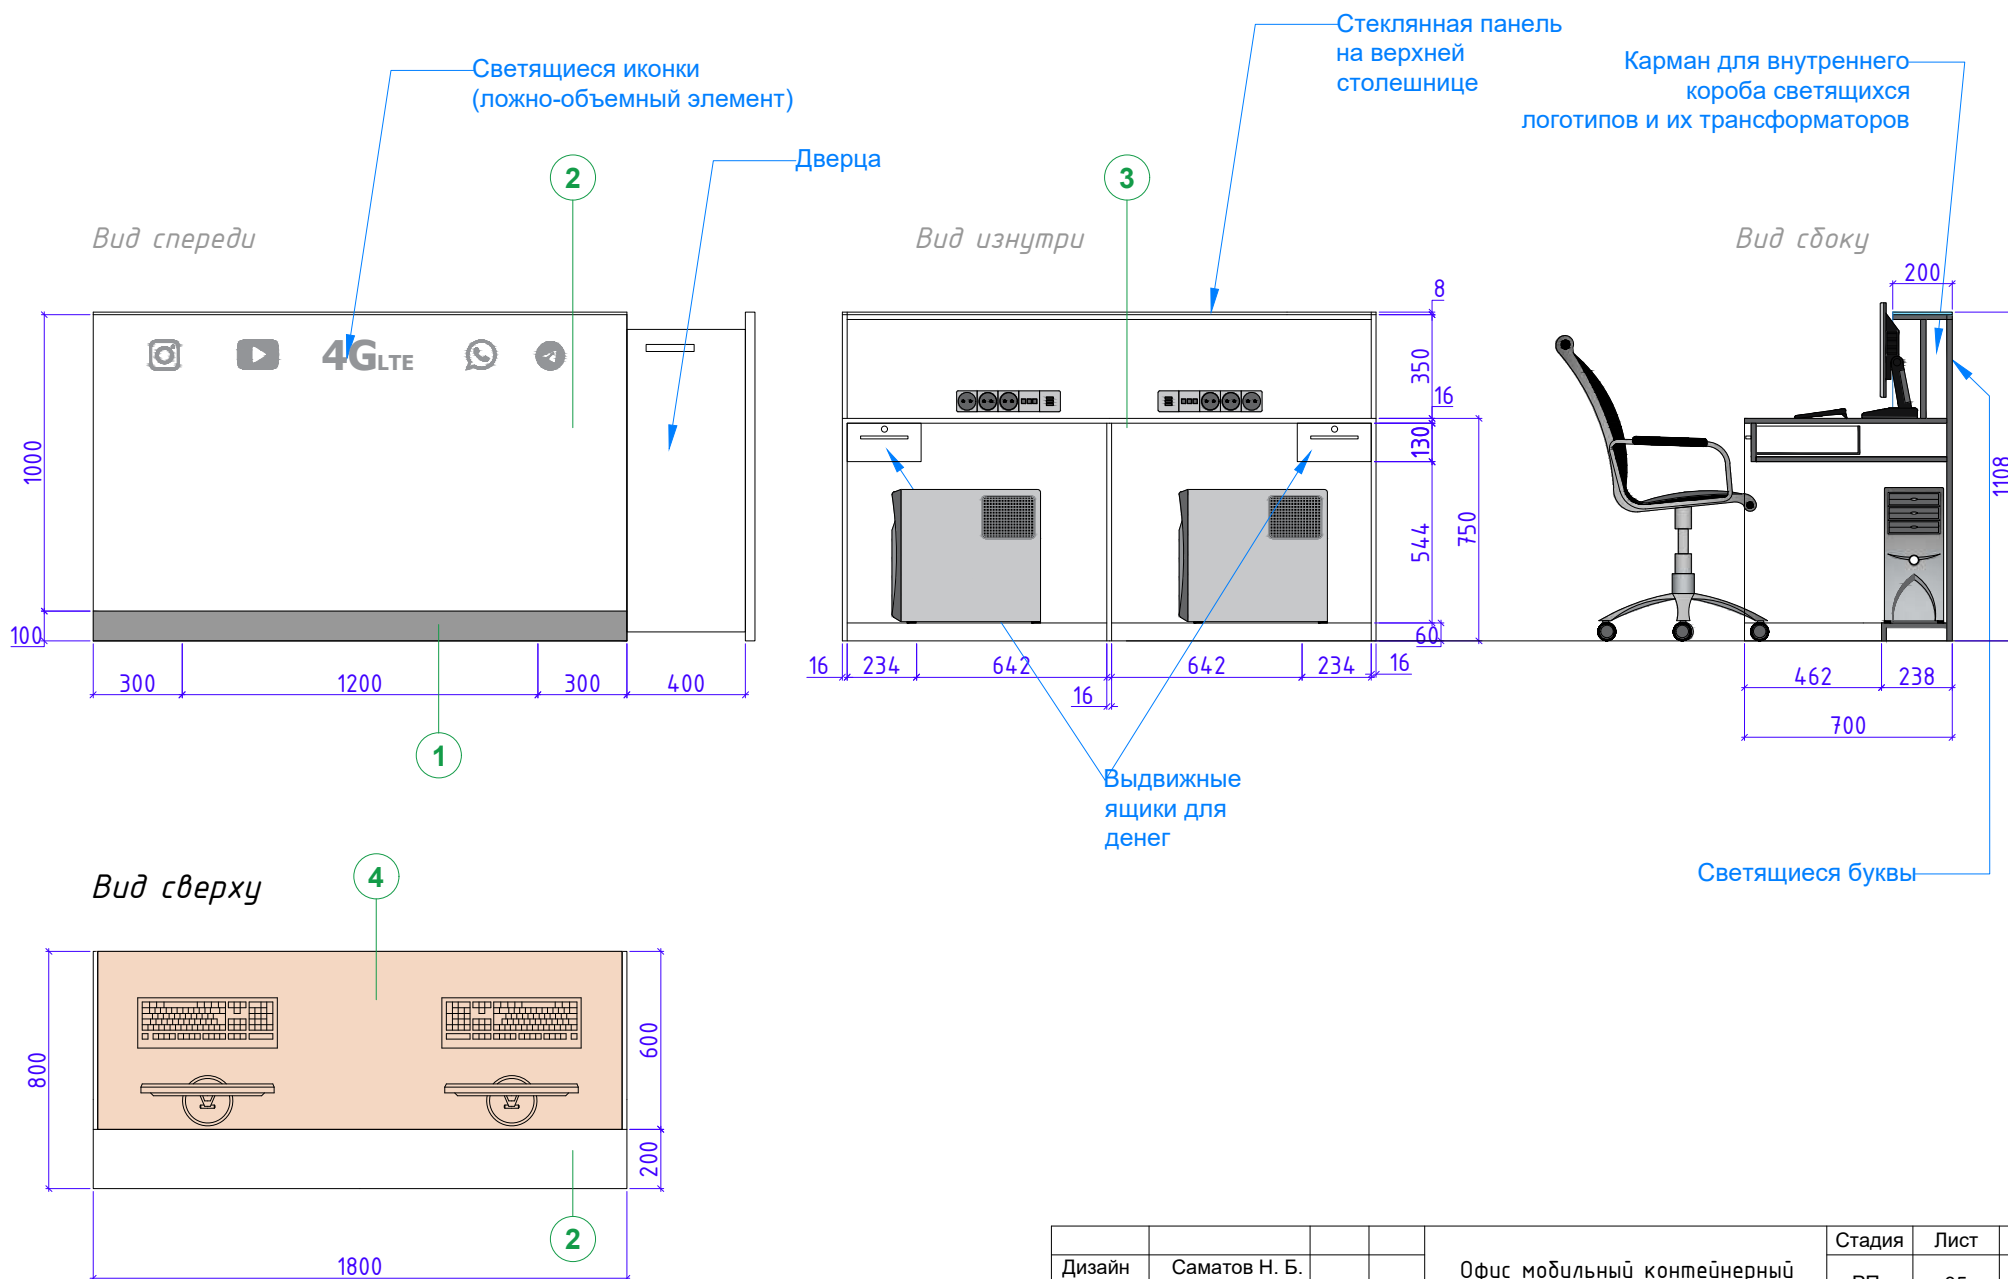 Стеклянная панель
на верхней
столешнице
Светящиеся иконки
(ложно-объемный элемент)
Карман для внутреннего
короба светящихся
логотипов и их трансформаторов
Дверца
2
3
Вид спереди
Вид изнутри
Вид сбоку
200
8
4GLTE
350
16
1000
130
1108
544
750
100
60
300
1200
300
400
16
234
642
642
234
16
16
462
238
700
1
Выдвижные
ящики для
денег
Светящиеся буквы
4
Вид сверху
800
600
200
2
1800
Стадия
Лист
Дизайн
Саматов Н. Б.
Офис мобильный контейнерный